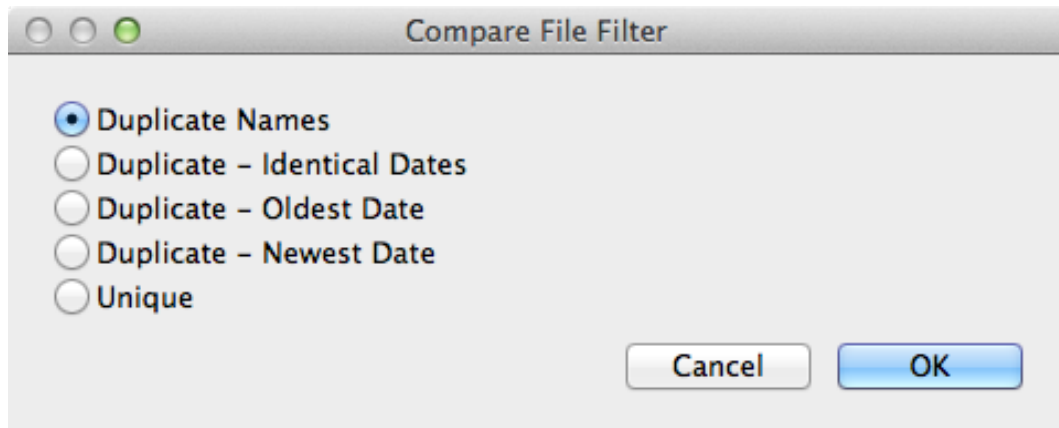 Compare File Filter
Duplicate Names
Duplicate – Identical Dates
Duplicate – Oldest Date
Duplicate – Newest Date
Unique
Cancel OK